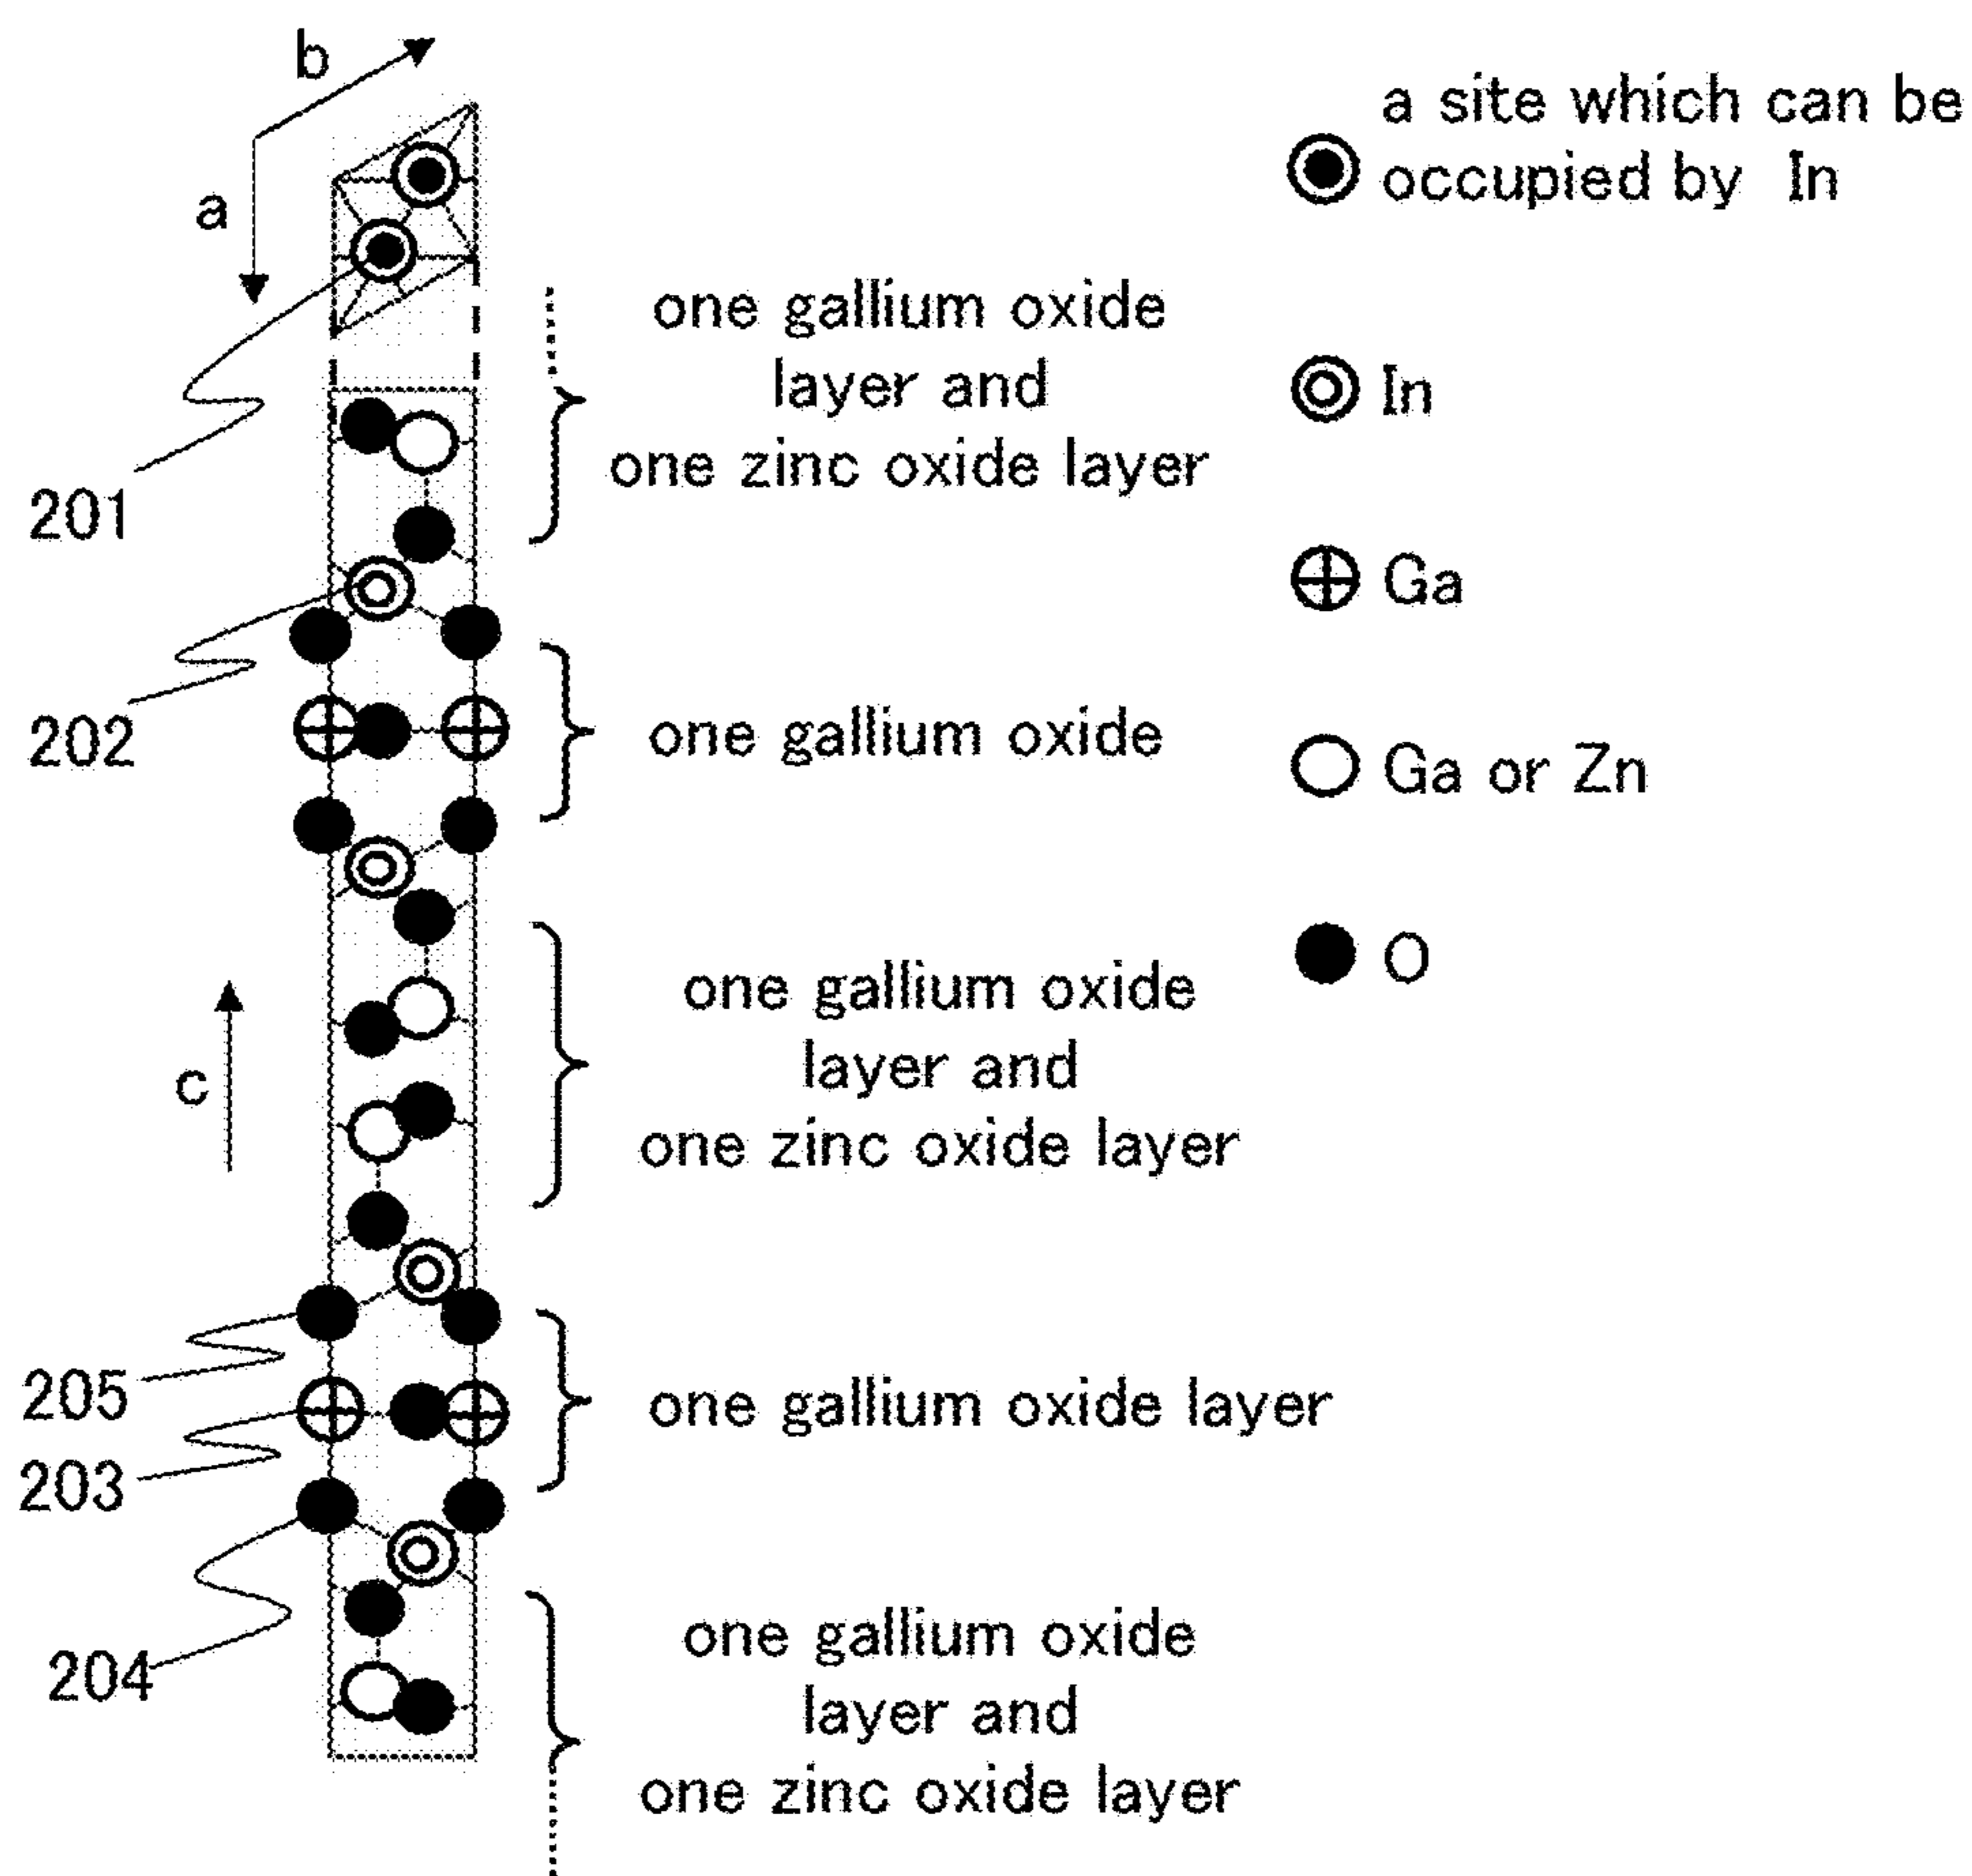 b
a
c
201
202
205
203
204
one gallium oxide
layer and
one zinc oxide layer
one gallium oxide
one gallium oxide
layer and
one zinc oxide layer
one gallium oxide layer
one gallium oxide
layer and
one zinc oxide layer
a site which can be
occupied by In
In
Ga
Ga or Zn
O